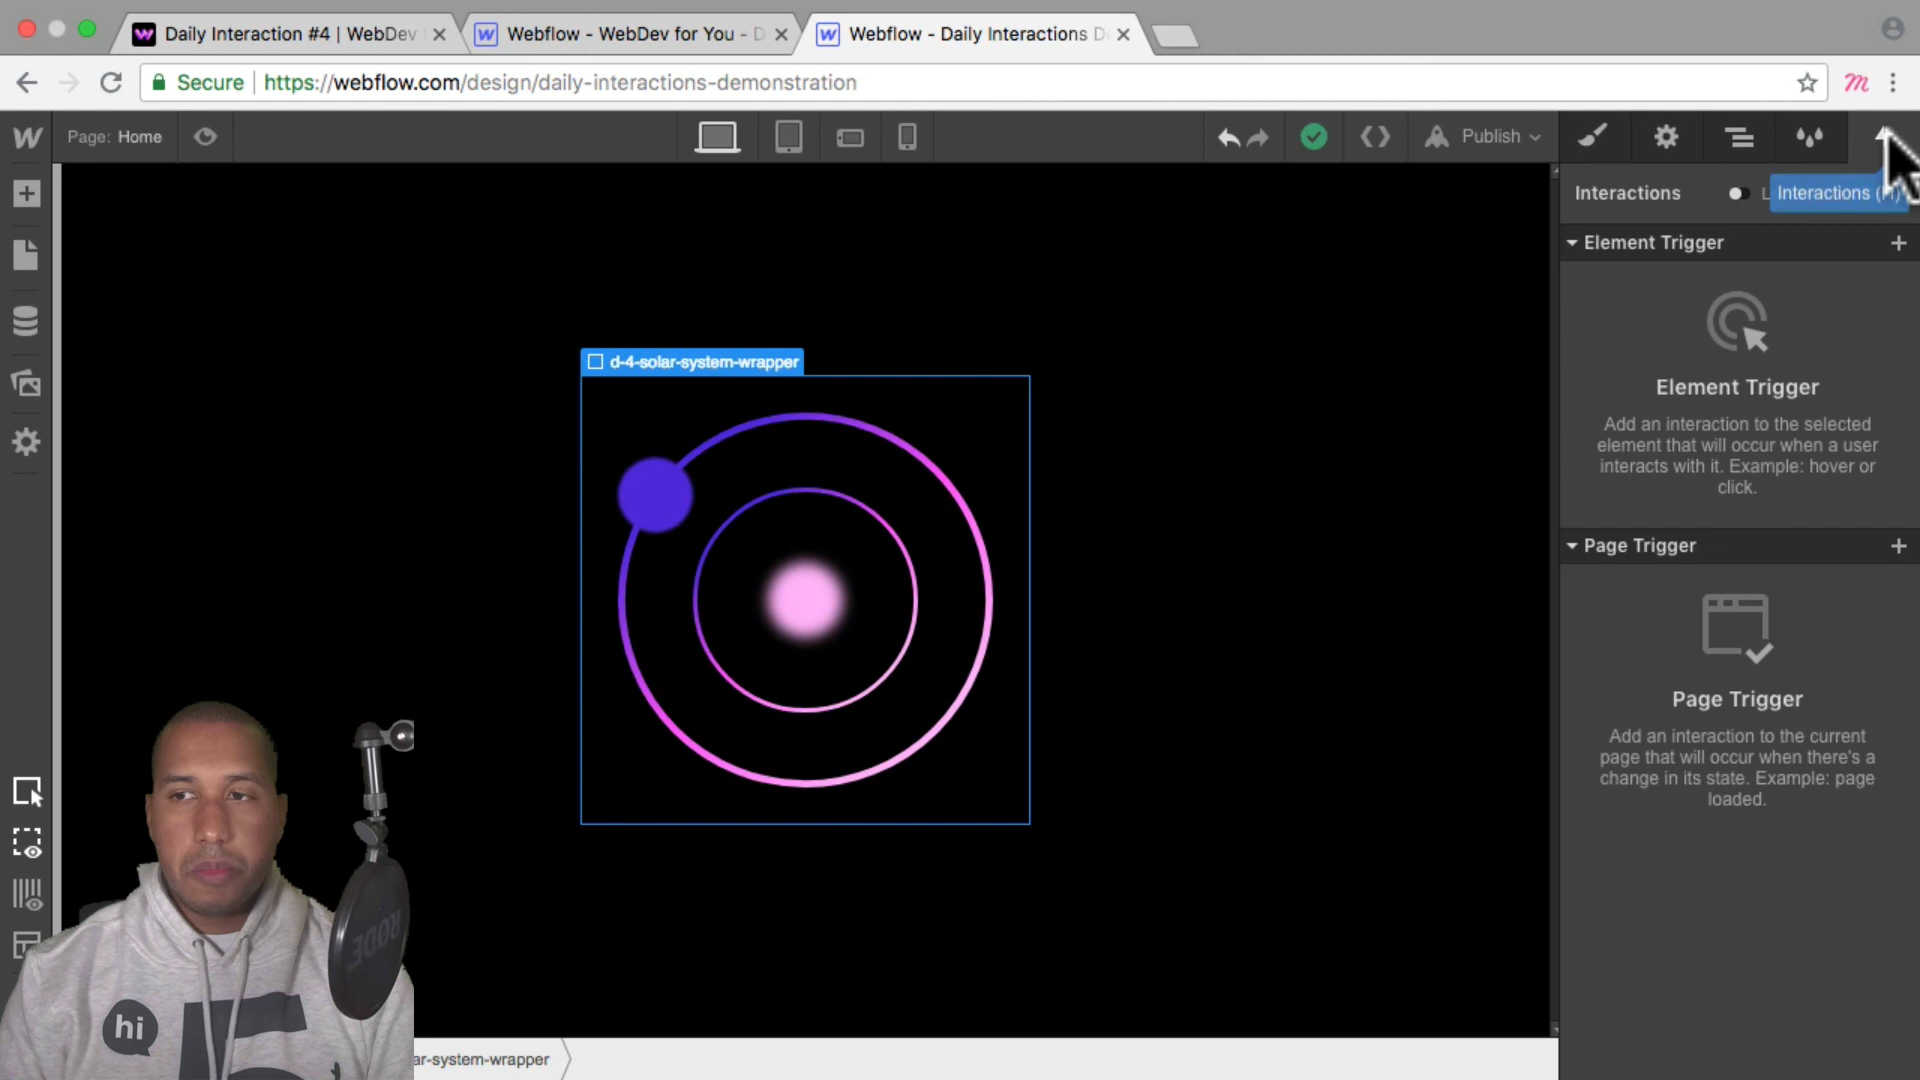 Daily Interaction #4 | WebDev
Webflow - WebDev for You - D
Webflow - Daily Interactions D
Secure
https://webflow.com/design/daily-interactions-demonstration
Page: Home
Publish
Interactions
Interactions (H)
Element Trigger
Element Trigger
Add an interaction to the selected
element that will occur when a user
interacts with it. Example: hover or
click.
Page Trigger
Page Trigger
Add an interaction to the current
page that will occur when there's a
change in its state. Example: page
loaded.
d-4-solar-system-wrapper
RODE
hi
ar-system-wrapper